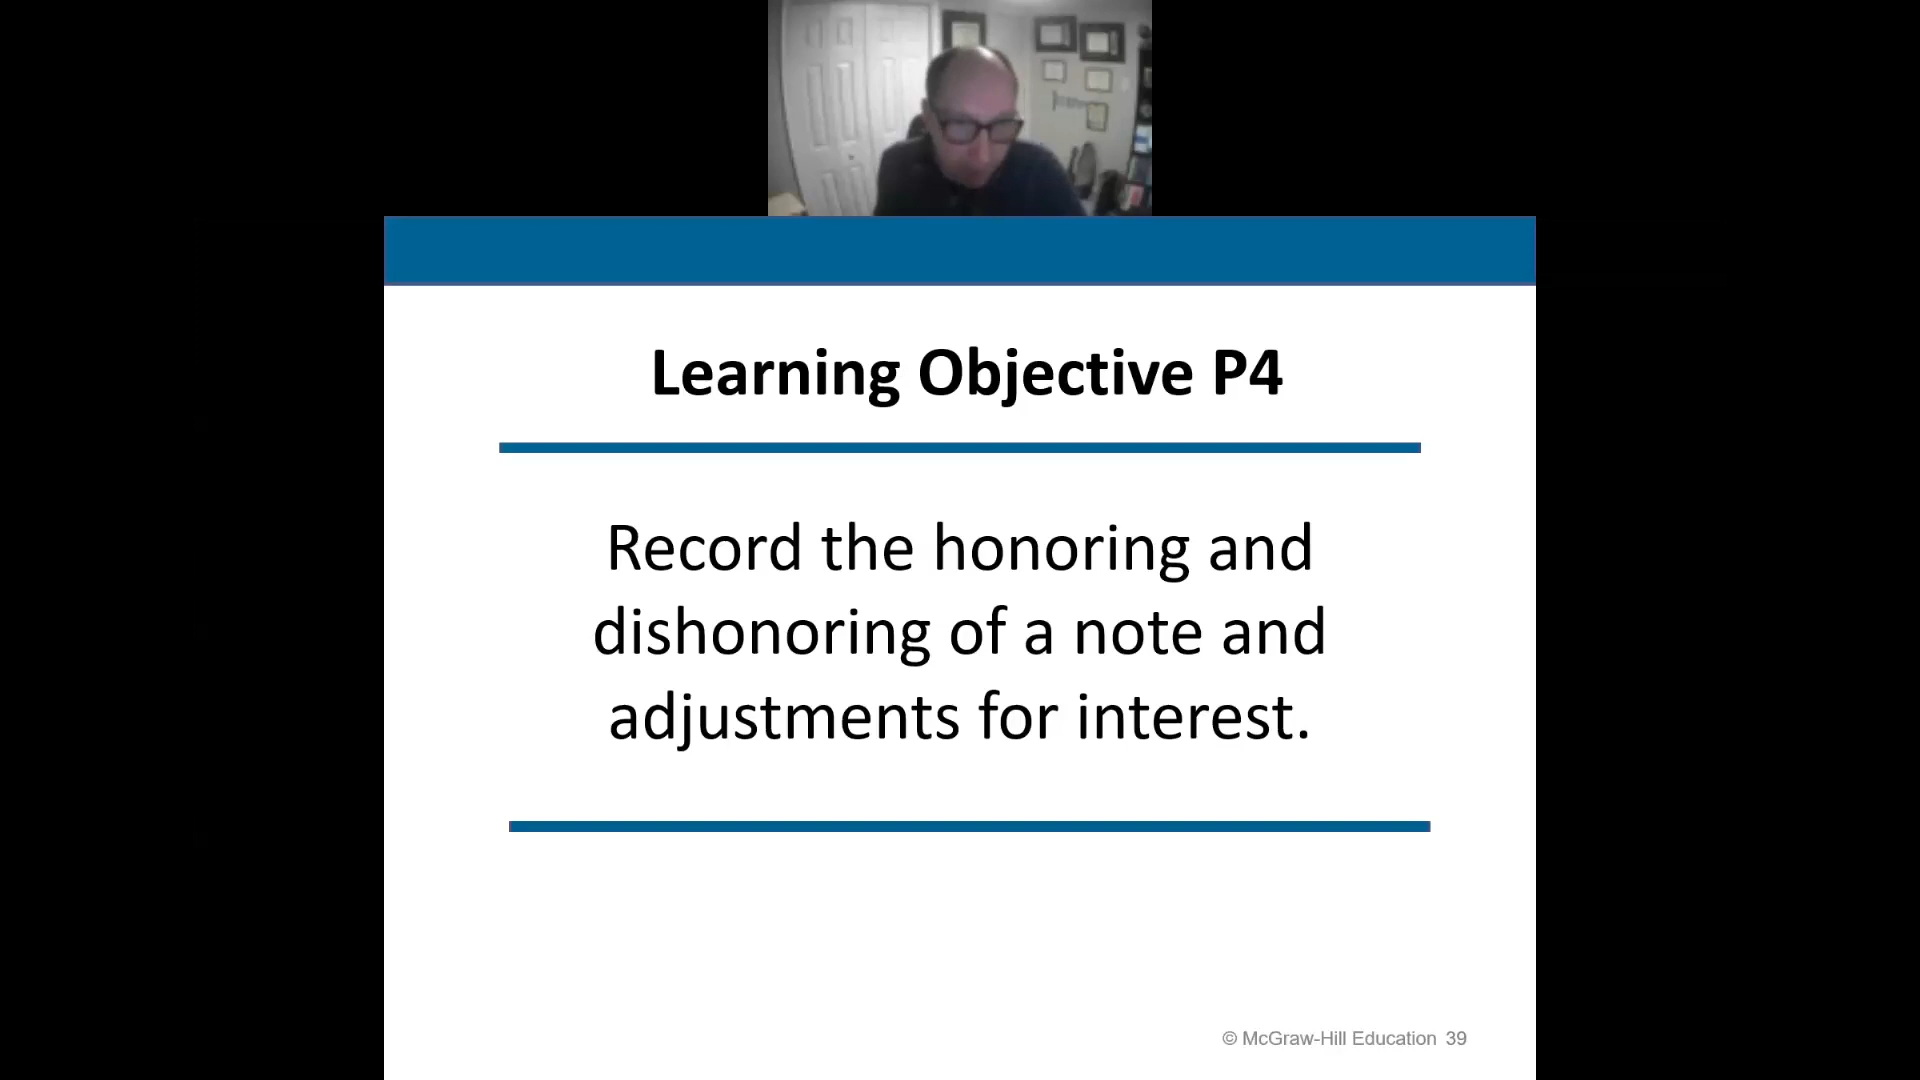 Learning Objective P4
Record the honoring and
dishonoring of a note and
adjustments for interest.
© McGraw-Hill Education 39